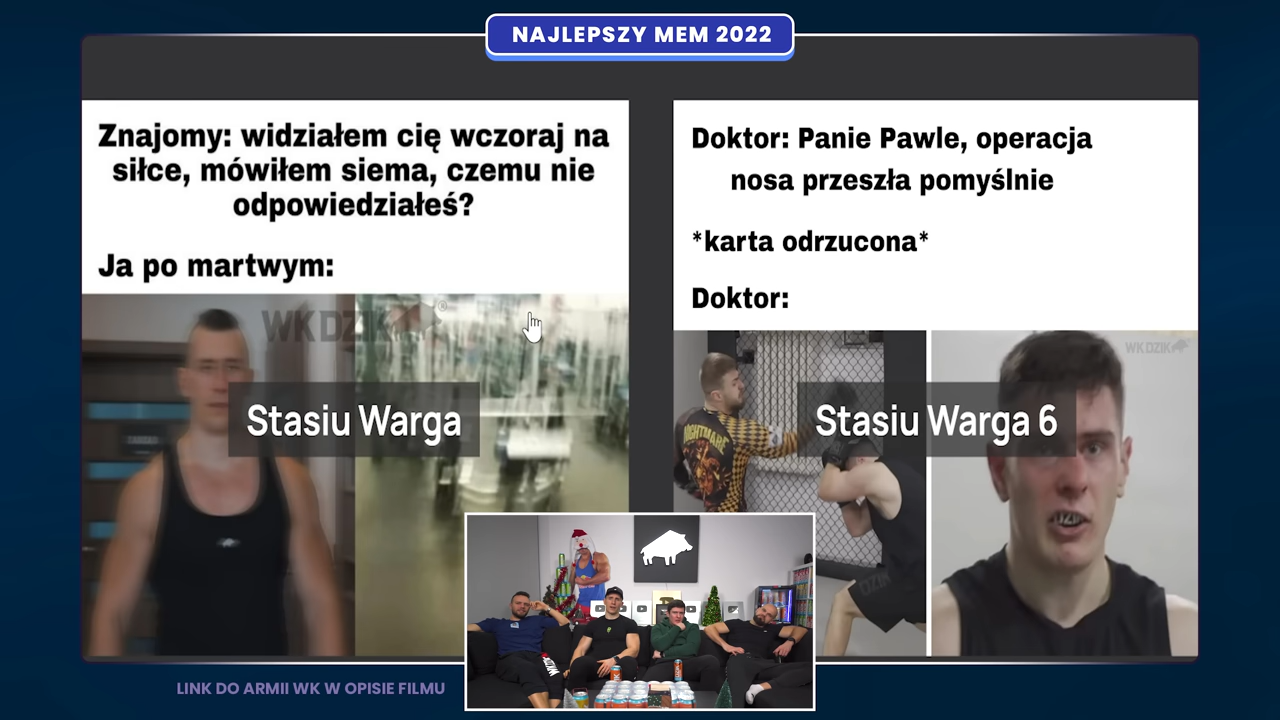 NAJLEPSZY MEM 2022
Znajomy: widziałem cię wczoraj na
siłce, mówiłem siema, czemu nie
odpowiedziałeś?
Ja po martwym:
WK DZIK
Stasiu Warga
Doktor: Panie Pawle, operacja
nosa przeszła pomyślnie
*karta odrzucona*
Doktor:
WK DZIK
NIGHTMARE
Stasiu Warga 6
DZIK
LINK DO ARMII WK W OPISIE FILMU